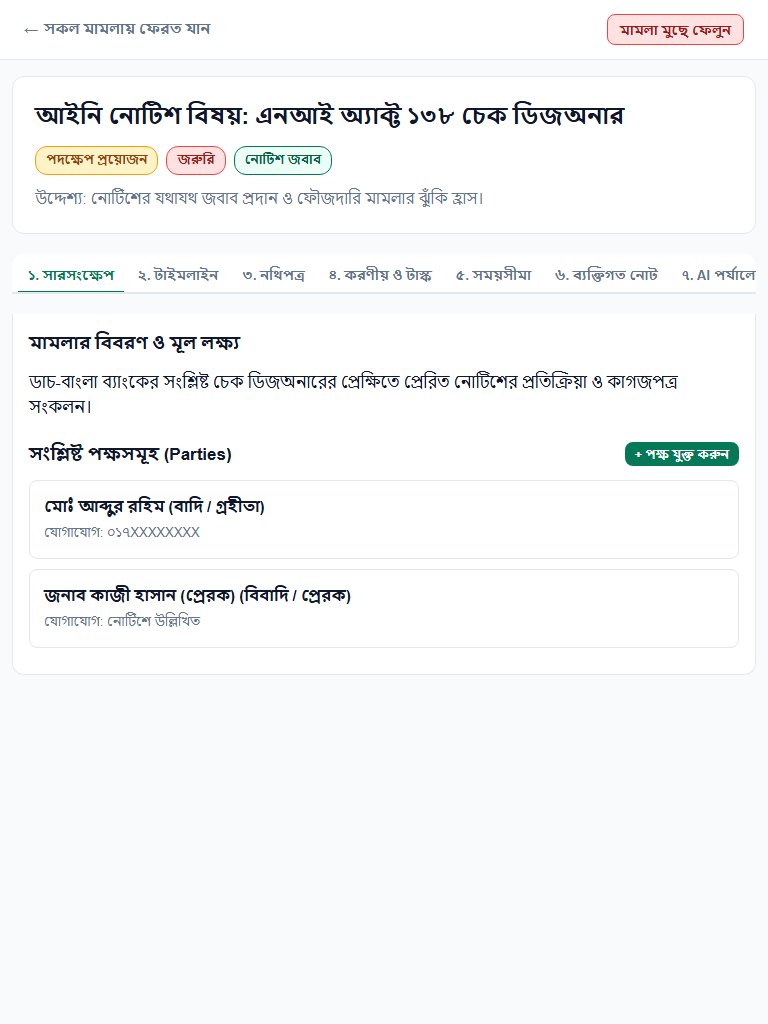 ← সকল মামলায় ফেরত যান
মামলা মুছে ফেলুন
আইনি নোটিশ বিষয়: এনআই অ্যাক্ট ১৩৮ চেক ডিজঅনার
পদক্ষেপ প্রয়োজন
জরুরি
নোটিশ জবাব
উদ্দেশ্য: নোটিশের যথাযথ জবাব প্রদান ও ফৌজদারি মামলার ঝুঁকি হ্রাস।
১. সারসংক্ষেপ
২. টাইমলাইন
৩. নথিপত্র
৪. করণীয় ও টাস্ক
৫. সময়সীমা
৬. ব্যক্তিগত নোট
৭. AI পর্যালো
মামলার বিবরণ ও মূল লক্ষ্য
ডাচ-বাংলা ব্যাংকের সংশ্লিষ্ট চেক ডিজঅনারের প্রেক্ষিতে প্রেরিত নোটিশের প্রতিক্রিয়া ও কাগজপত্র
সংকলন।
সংশ্লিষ্ট পক্ষসমূহ (Parties)
+ পক্ষ যুক্ত করুন
মোঃ আব্দুর রহিম (বাদি / গ্রহীতা)
যোগাযোগ: ০১৭XXXXXXXX
জনাব কাজী হাসান (প্রেরক) (বিবাদি / প্রেরক)
যোগাযোগ: নোটিশে উল্লিখিত